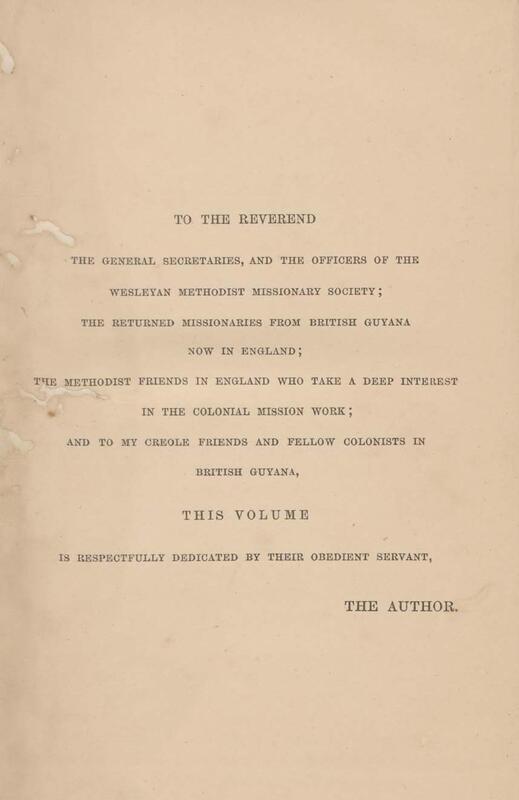 TO THE REVEREND
THE GENERAL SECRETARIES, AND THE OFFICERS OF THE
WESLEYAN METHODIST MISSIONARY SOCIETY;
THE RETURNED MISSIONARIES FROM BRITISH GUYANA
NOW IN ENGLAND;
THE METHODIST FRIENDS IN ENGLAND WHO TAKE A DEEP INTEREST
IN THE COLONIAL MISSION WORK;
AND TO MY CREOLE FRIENDS AND FELLOW COLONISTS IN
BRITISH GUYANA,
THIS VOLUME
IS RESPECTFULLY DEDICATED BY THEIR OBEDIENT SERVANT,
THE AUTHOR.